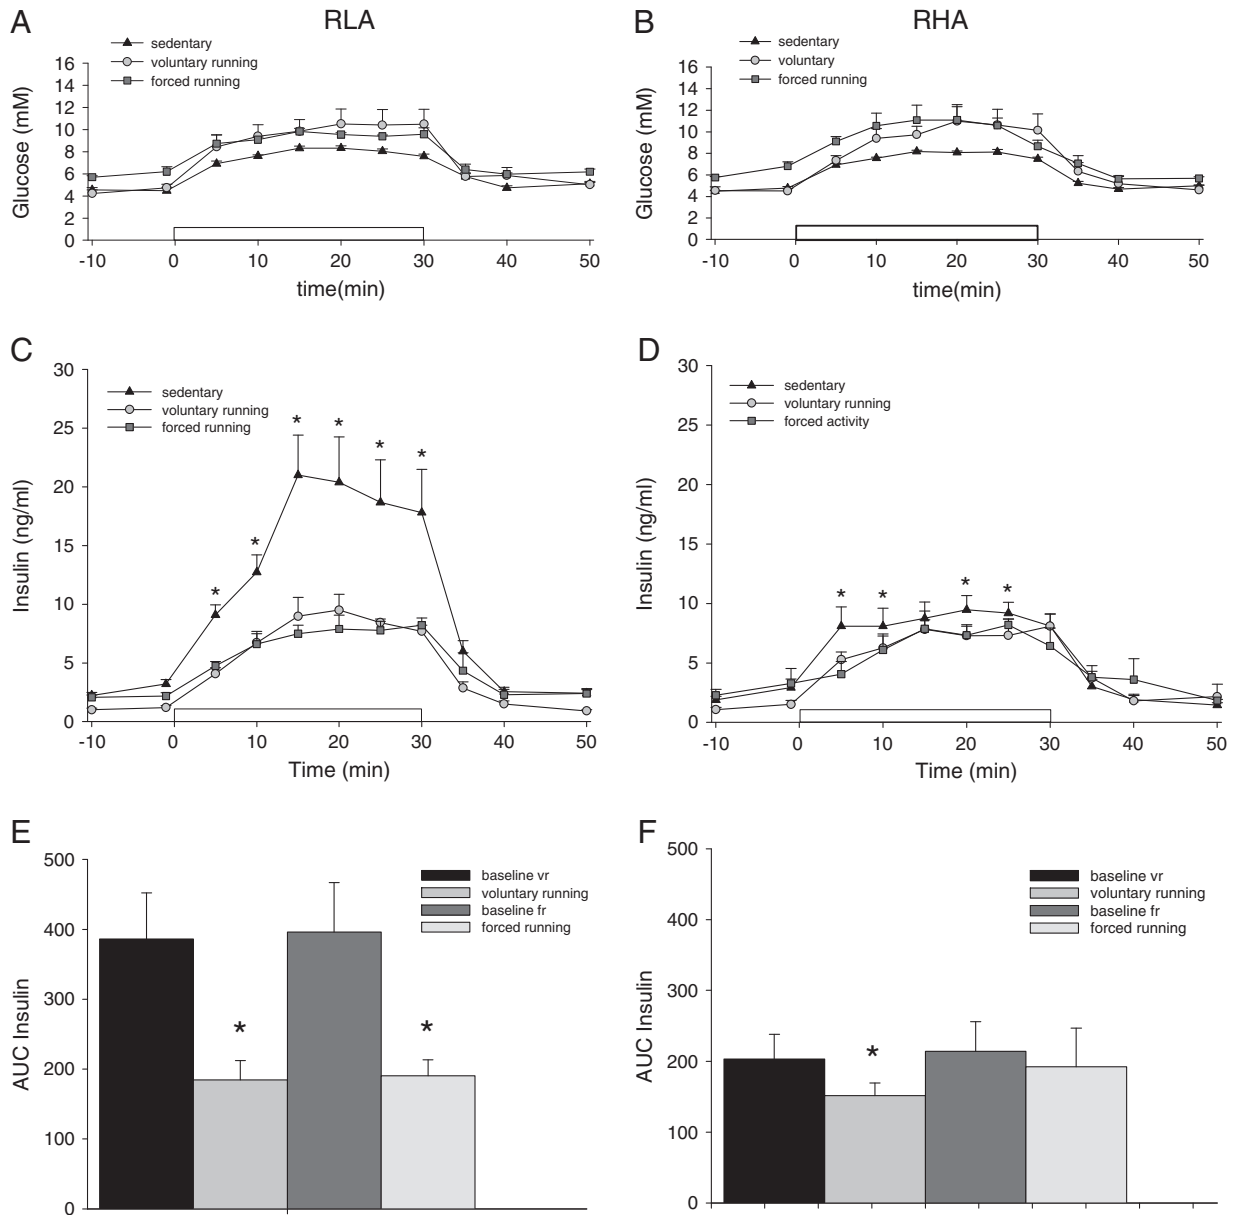 A
RLA
sedentary
voluntary running
forced running
16
14
12
10
8
6
4
2
0
Glucose (mM)
-10 0 10 20 30 40 50
time(min)
B
RHA
sedentary
voluntary
forced running
16
14
12
10
8
6
4
2
0
Glucose (mM)
-10 0 10 20 30 40 50
time(min)
C
sedentary
voluntary running
forced running
30
25
20
15
10
5
0
Insulin (ng/ml)
* * * * * *
-10 0 10 20 30 40 50
Time (min)
D
sedentary
voluntary running
forced activity
30
25
20
15
10
5
0
Insulin (ng/ml)
* * * *
-10 0 10 20 30 40 50
Time (min)
E
baseline vr
voluntary running
baseline fr
forced running
500
400
300
200
100
0
AUC Insulin
* *
F
baseline vr
voluntary running
baseline fr
forced running
500
400
300
200
100
0
AUC Insulin
*